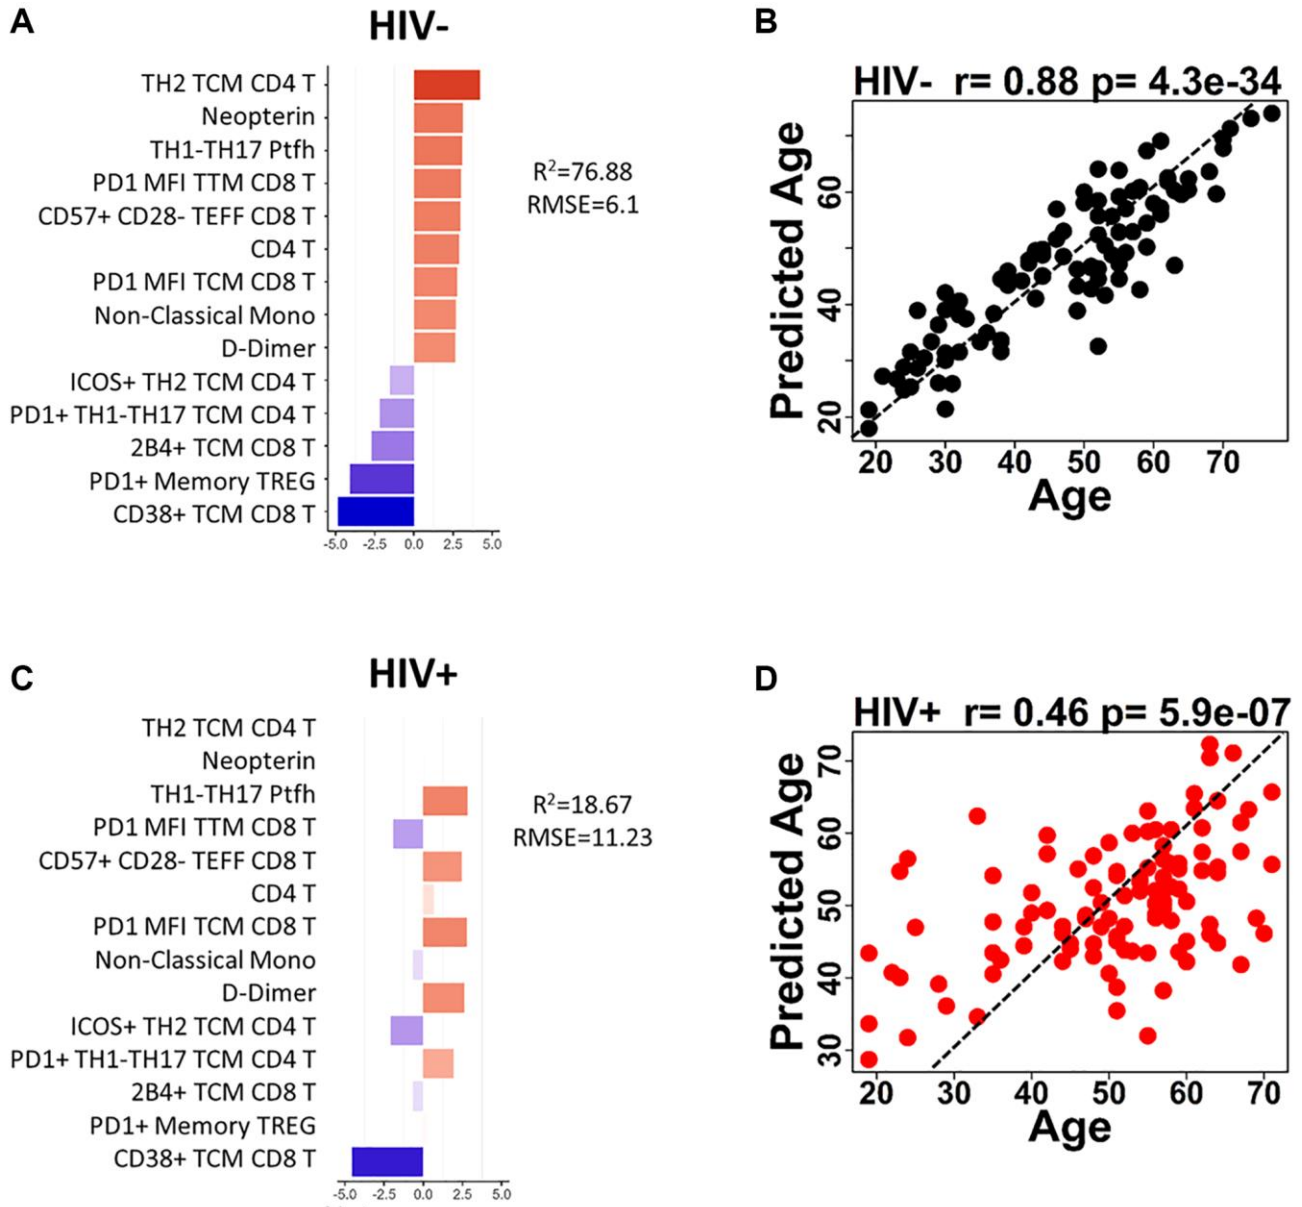 A
HIV-
TH2 TCM CD4 T
Neopterin
TH1-TH17 Ptfh
PD1 MFI TTM CD8 T
CD57+ CD28- TEFF CD8 T
CD4 T
PD1 MFI TCM CD8 T
Non-Classical Mono
D-Dimer
ICOS+ TH2 TCM CD4 T
PD1+ TH1-TH17 TCM CD4 T
2B4+ TCM CD8 T
PD1+ Memory TREG
CD38+ TCM CD8 T
-5.0 -2.5 0.0 2.5 5.0
R²=76.88
RMSE=6.1
B
HIV- r= 0.88 p= 4.3e-34
Predicted Age
60
40
20
20 30 40 50 60 70
Age
C
HIV+
TH2 TCM CD4 T
Neopterin
TH1-TH17 Ptfh
PD1 MFI TTM CD8 T
CD57+ CD28- TEFF CD8 T
CD4 T
PD1 MFI TCM CD8 T
Non-Classical Mono
D-Dimer
ICOS+ TH2 TCM CD4 T
PD1+ TH1-TH17 TCM CD4 T
2B4+ TCM CD8 T
PD1+ Memory TREG
CD38+ TCM CD8 T
-5.0 -2.5 0.0 2.5 5.0
R²=18.67
RMSE=11.23
D
HIV+ r= 0.46 p= 5.9e-07
Predicted Age
70
60
50
40
30
20 30 40 50 60 70
Age